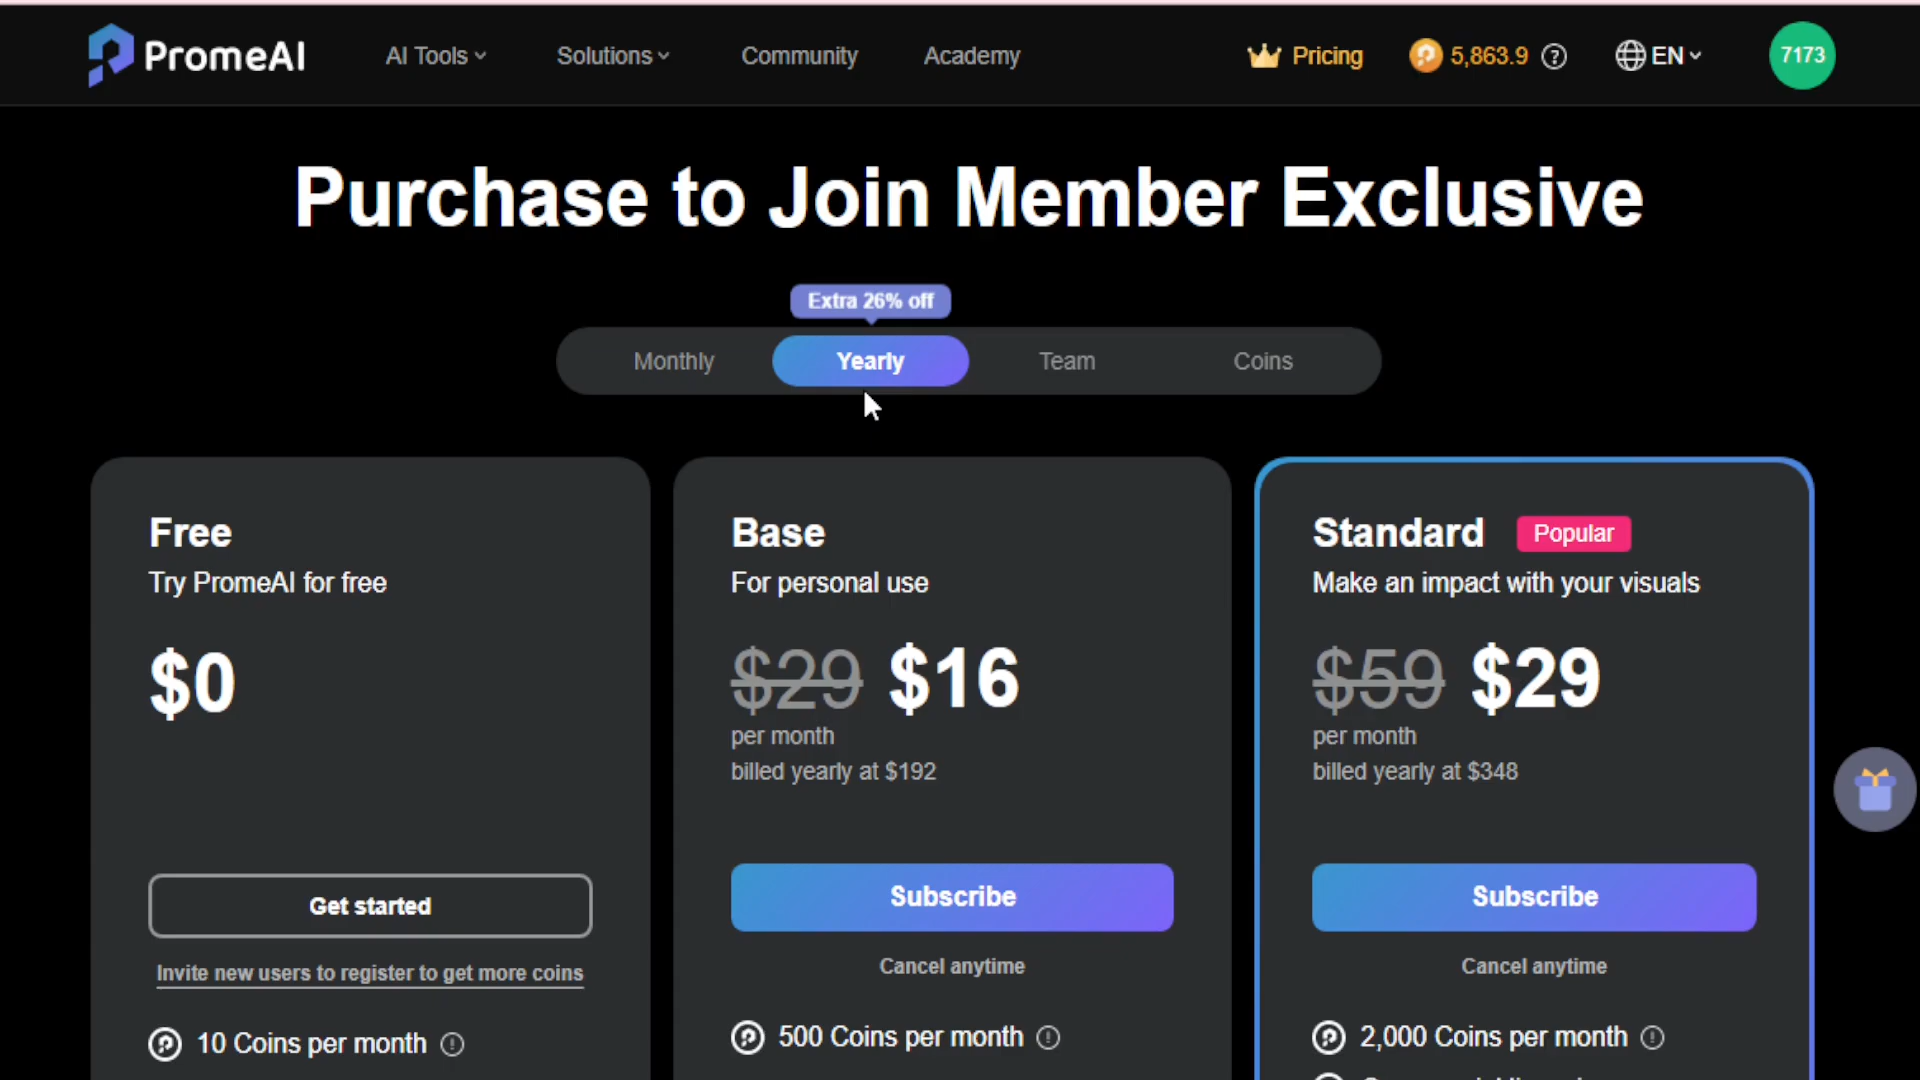 PromeAI
AI Tools
Solutions
Community
Academy
Pricing
5,863.9
EN
7173
Purchase to Join Member Exclusive
Extra 26% off
Monthly
Yearly
Team
Coins
Free
Try PromeAI for free
$0
Get started
Invite new users to register to get more coins
10 Coins per month
Base
For personal use
$29 $16
per month
billed yearly at $192
Subscribe
Cancel anytime
500 Coins per month
Standard
Popular
Make an impact with your visuals
$59 $29
per month
billed yearly at $348
Subscribe
Cancel anytime
2,000 Coins per month